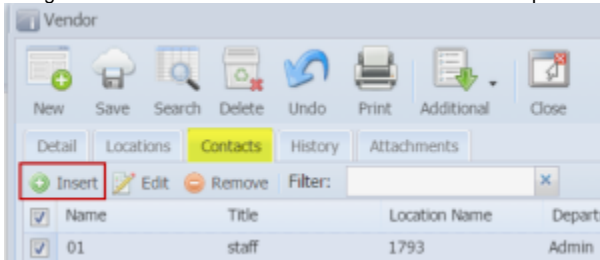 Vendor
New Save Search Delete Undo Print Additional Close
Detail Locations Contacts History Attachments
Insert Edit Remove Filter:
Name Title Location Name
01 staff 1793 Admin